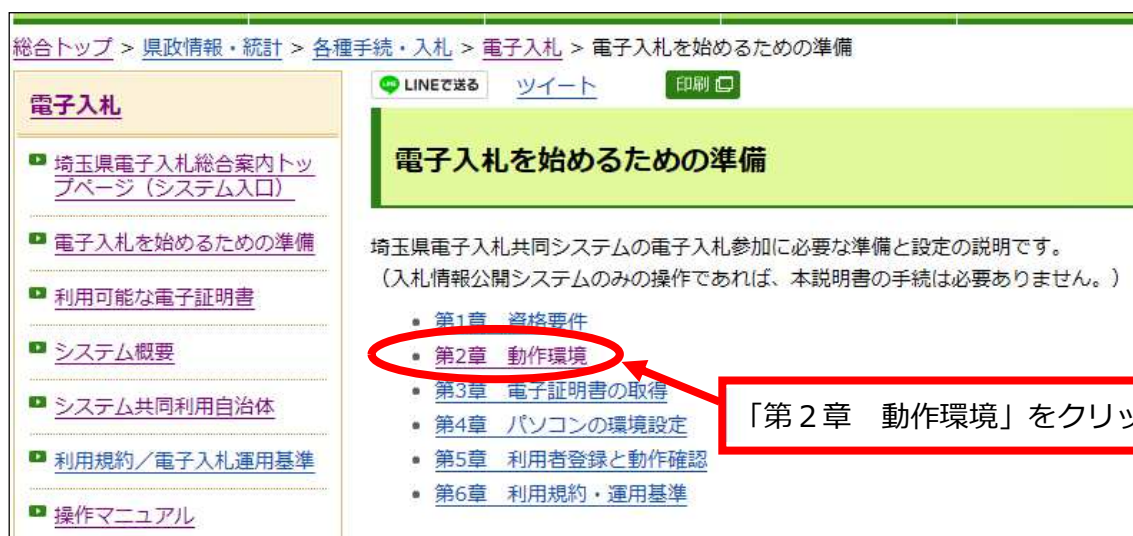 総合トップ > 県政情報・統計 > 各種手続・入札 > 電子入札 > 電子入札を始めるための準備
電子入札
埼玉県電子入札総合案内トッ
プページ（システム入口）
電子入札を始めるための準備
利用可能な電子証明書
システム概要
システム共同利用自治体
利用規約／電子入札運用基準
操作マニュアル
LINEで送る ツイート 印刷
電子入札を始めるための準備
埼玉県電子入札共同システムの電子入札参加に必要な準備と設定の説明です。
（入札情報公開システムのみの操作であれば、本説明書の手続は必要ありません。）
第1章　資格要件
第2章　動作環境
第3章　電子証明書の取得
第4章　パソコンの環境設定
第5章　利用者登録と動作確認
第6章　利用規約・運用基準
「第２章　動作環境」をクリッ